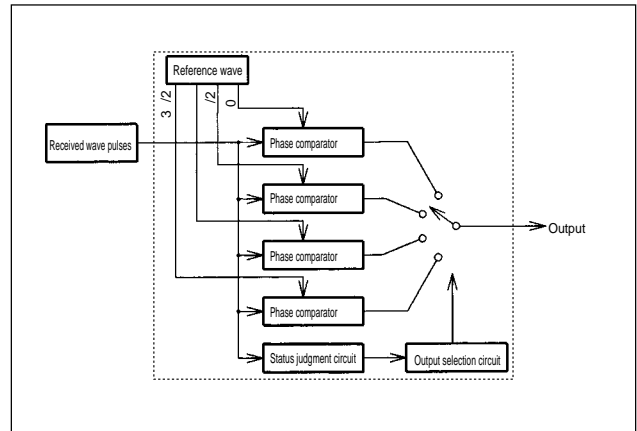 Reference wave
3 /2
/2
0
Received wave pulses
Phase comparator
Phase comparator
Output
Phase comparator
Phase comparator
Status judgment circuit
Output selection circuit